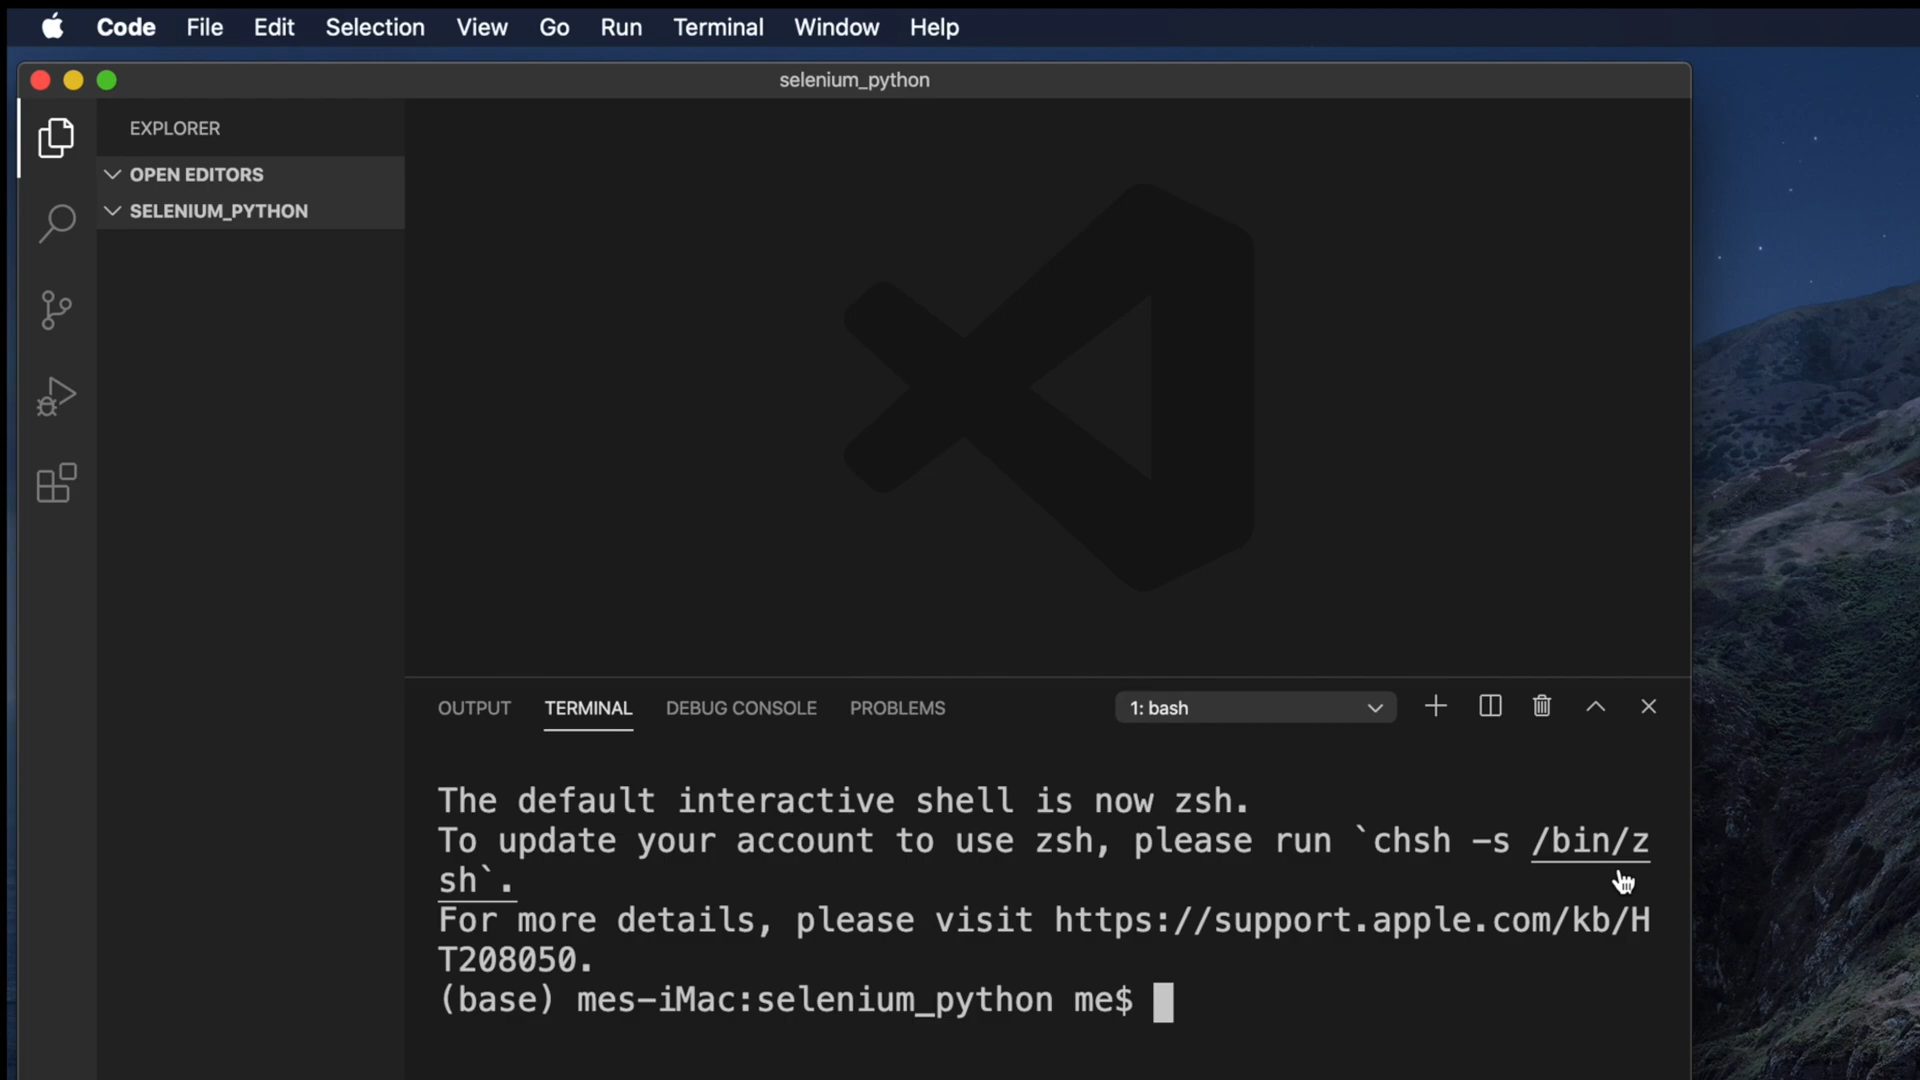 Code File Edit Selection View Go Run Terminal Window Help
selenium_python
EXPLORER
OPEN EDITORS
SELENIUM_PYTHON
OUTPUT TERMINAL DEBUG CONSOLE PROBLEMS 1: bash
The default interactive shell is now zsh.
To update your account to use zsh, please run `chsh -s /bin/z
sh`.
For more details, please visit https://support.apple.com/kb/H
T208050.
(base) mes-iMac:selenium_python me$